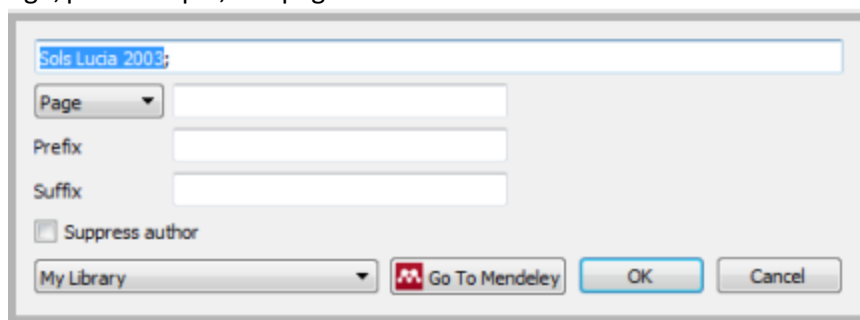 Sols Lucia 2003;
Page
Prefix
Suffix
Suppress author
My Library Go To Mendeley OK Cancel